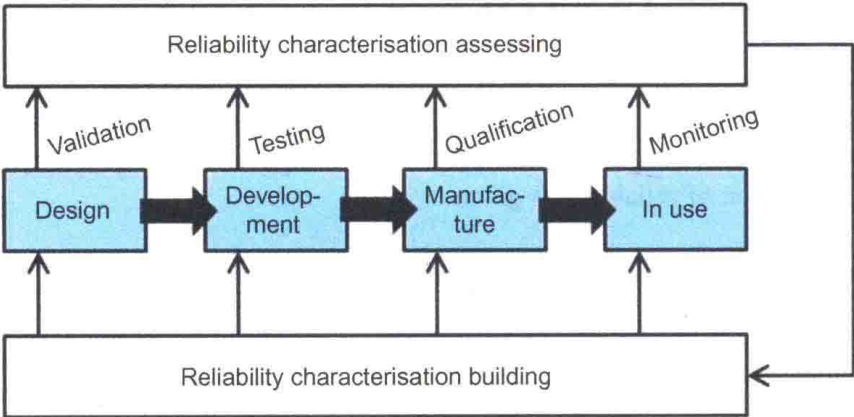 Reliability characterisation assessing
Validation
Testing
Qualification
Monitoring
Design
Develop-
ment
Manufac-
ture
In use
Reliability characterisation building